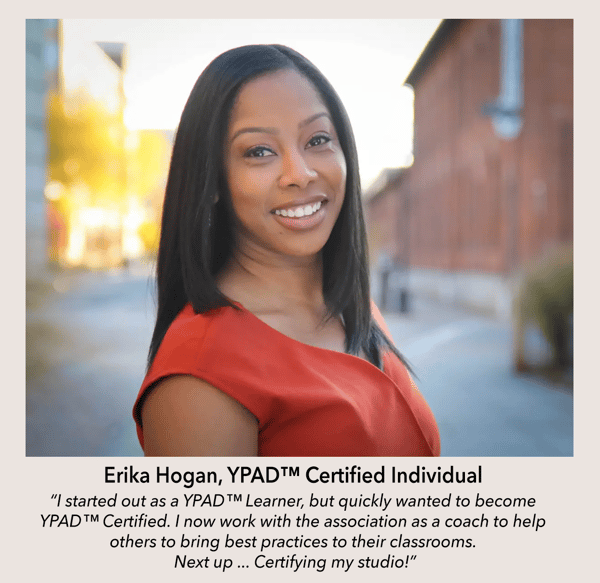 Erika Hogan, YPAD™ Certified Individual
“I started out as a YPAD™ Learner, but quickly wanted to become
YPAD™ Certified. I now work with the association as a coach to help
others to bring best practices to their classrooms.
Next up ... Certifying my studio!”